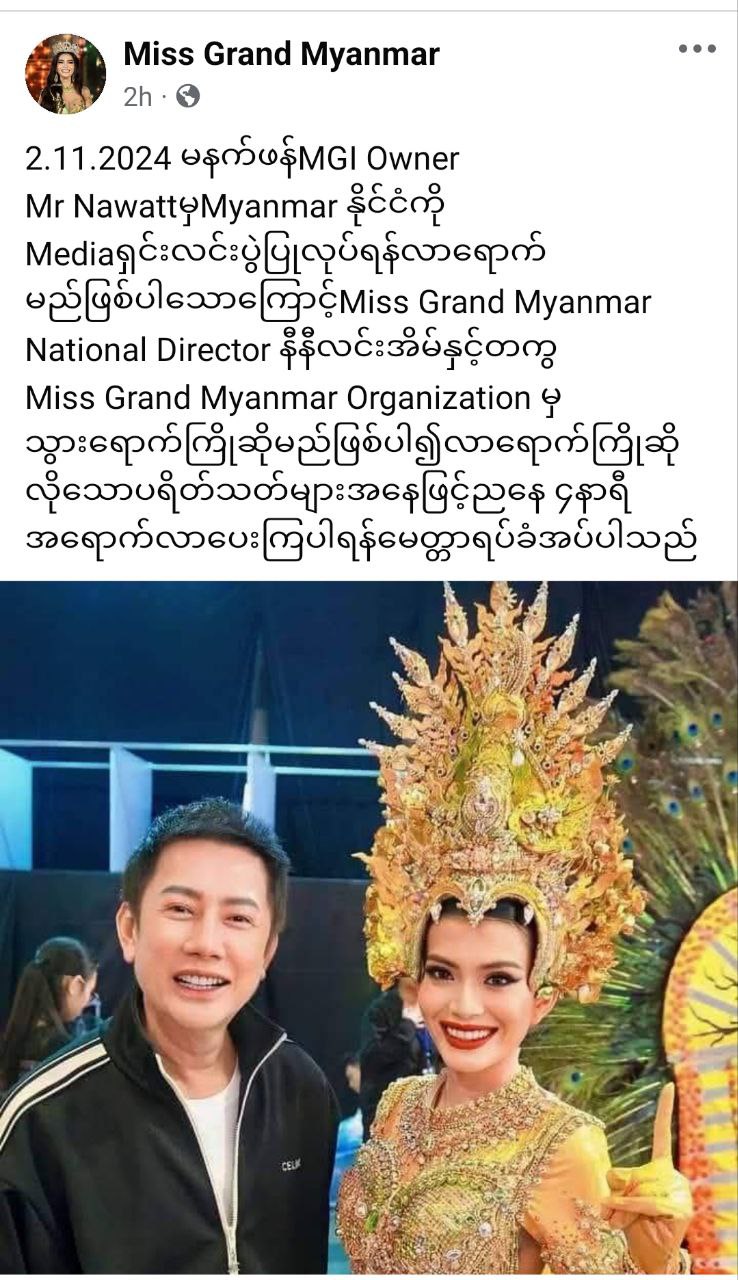 Miss Grand Myanmar
2h
2.11.2024 မနက်ဖန်MGI Owner
Mr NawattမှMyanmar နိုင်ငံကို
Mediaရှင်းလင်းပွဲပြုလုပ်ရန်လာရောက်
မည်ဖြစ်ပါသောကြောင့်Miss Grand Myanmar
National Director နီနီလင်းအိမ်နှင့်တကွ
Miss Grand Myanmar Organization မှ
သွားရောက်ကြိုဆိုမည်ဖြစ်ပါ၍လာရောက်ကြိုဆို
လိုသောပရိတ်သတ်များအနေဖြင့်ညနေ ၄နာရီ
အရောက်လာပေးကြပါရန်မေတ္တာရပ်ခံအပ်ပါသည်